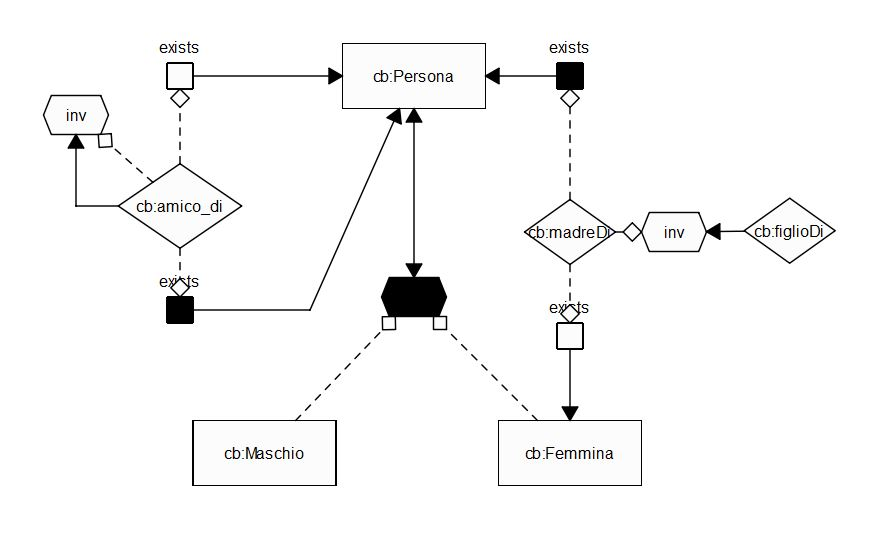 exists
exists
cb:Persona
inv
cb:amico_di
cb:madreDi
inv
cb:figlioDi
exists
exists
cb:Maschio
cb:Femmina